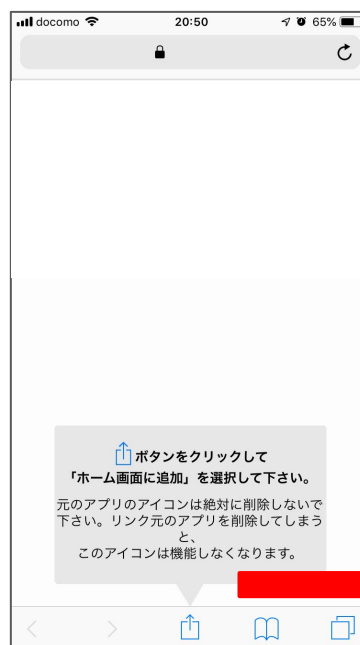 docomo 20:50 65%
ボタンをクリックして
「ホーム画面に追加」を選択して下さい。
元のアプリのアイコンは絶対に削除しないで
下さい。リンク元のアプリを削除してしまう
と、
このアイコンは機能しなくなります。